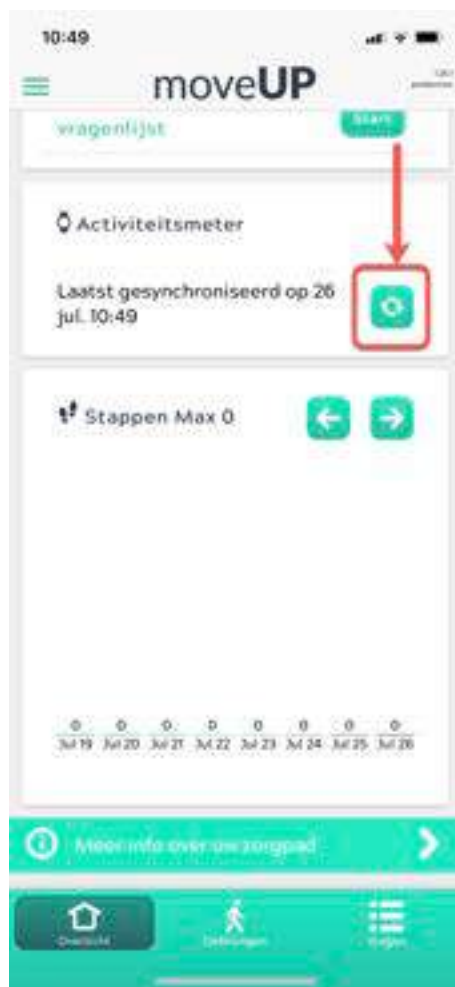 10:49
moveUP
vragenlijst
Start
Activiteitsmeter
Laatst gesynchroniseerd op 26
jul. 10:49
Stappen Max 0
0 0 0 0 0 0 0 0
Jul 19 Jul 20 Jul 21 Jul 22 Jul 23 Jul 24 Jul 25 Jul 26
Meer info over uw zorgpad
Overzicht
Oefeningen